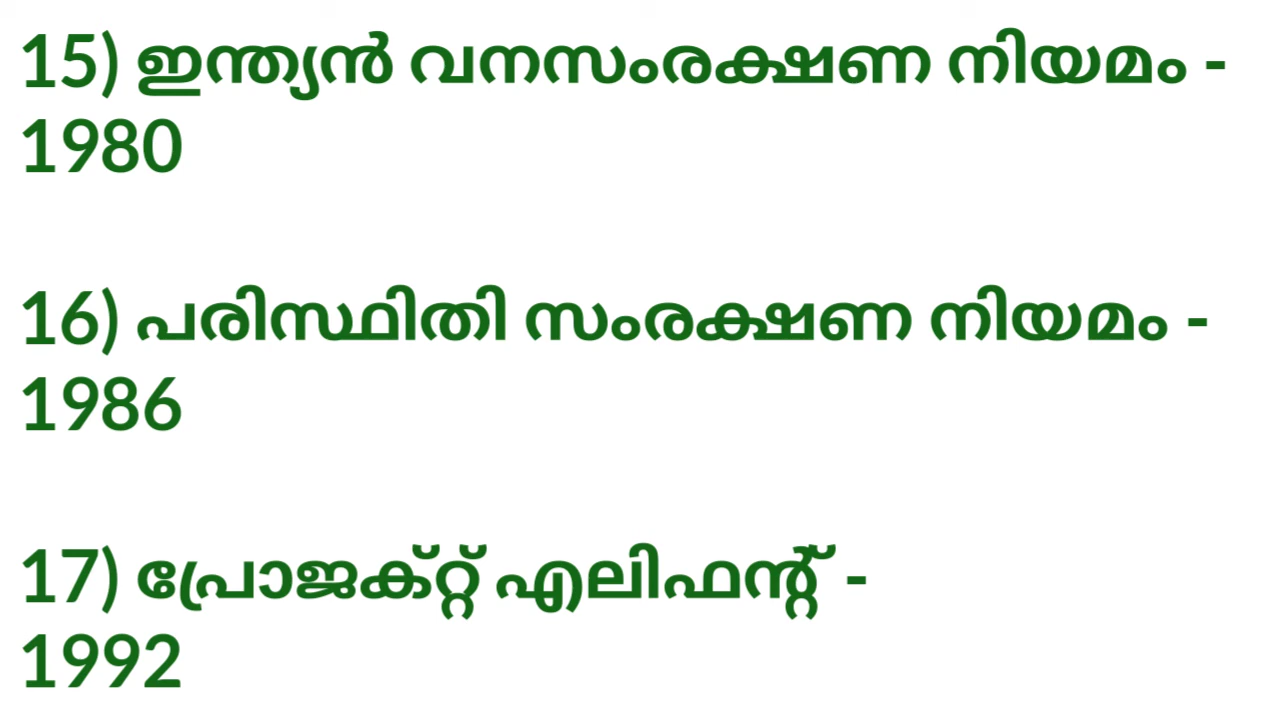 15) ഇന്ത്യൻ വനസംരക്ഷണ നിയമം -
1980
16) പരിസ്ഥിതി സംരക്ഷണ നിയമം -
1986
17) പ്രോജക്റ്റ് എലിഫന്റ് -
1992